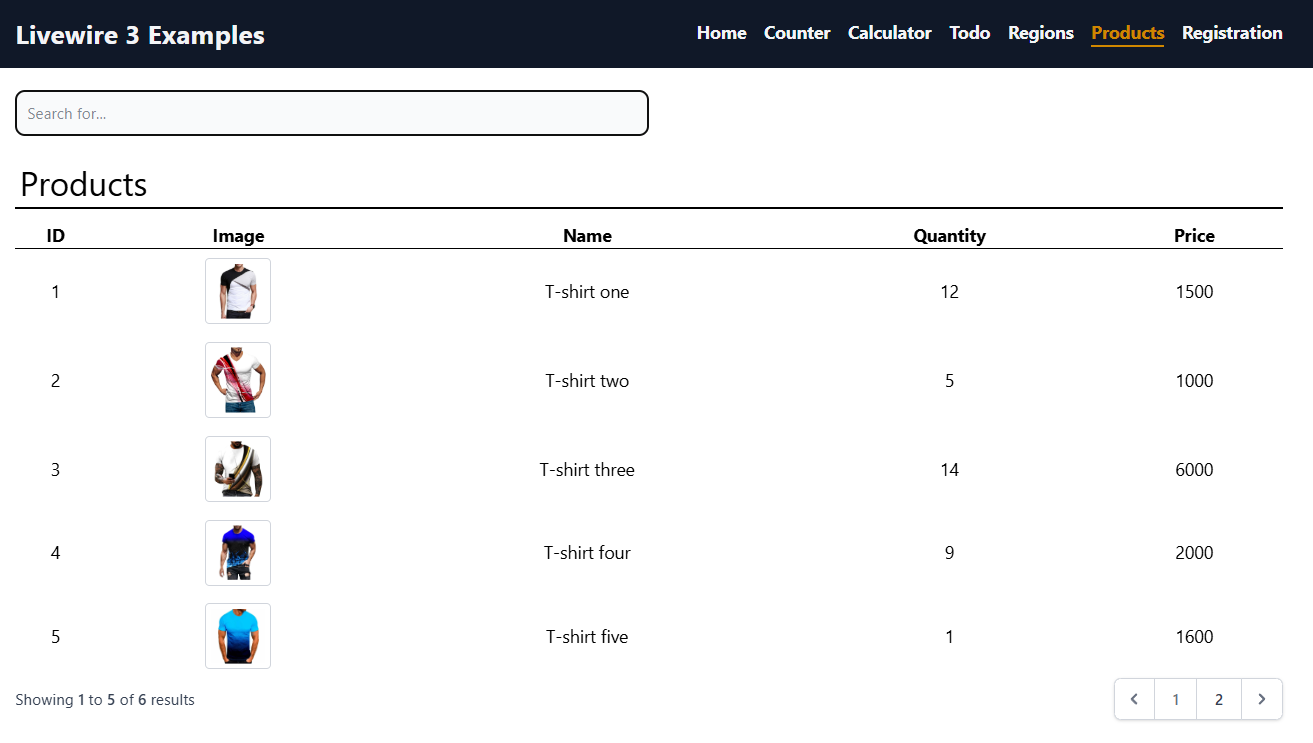 Livewire 3 Examples Home Counter Calculator Todo Regions Products Registration
Search for...
Products
ID Image Name Quantity Price
1 T-shirt one 12 1500
2 T-shirt two 5 1000
3 T-shirt three 14 6000
4 T-shirt four 9 2000
5 T-shirt five 1 1600
Showing 1 to 5 of 6 results 1 2